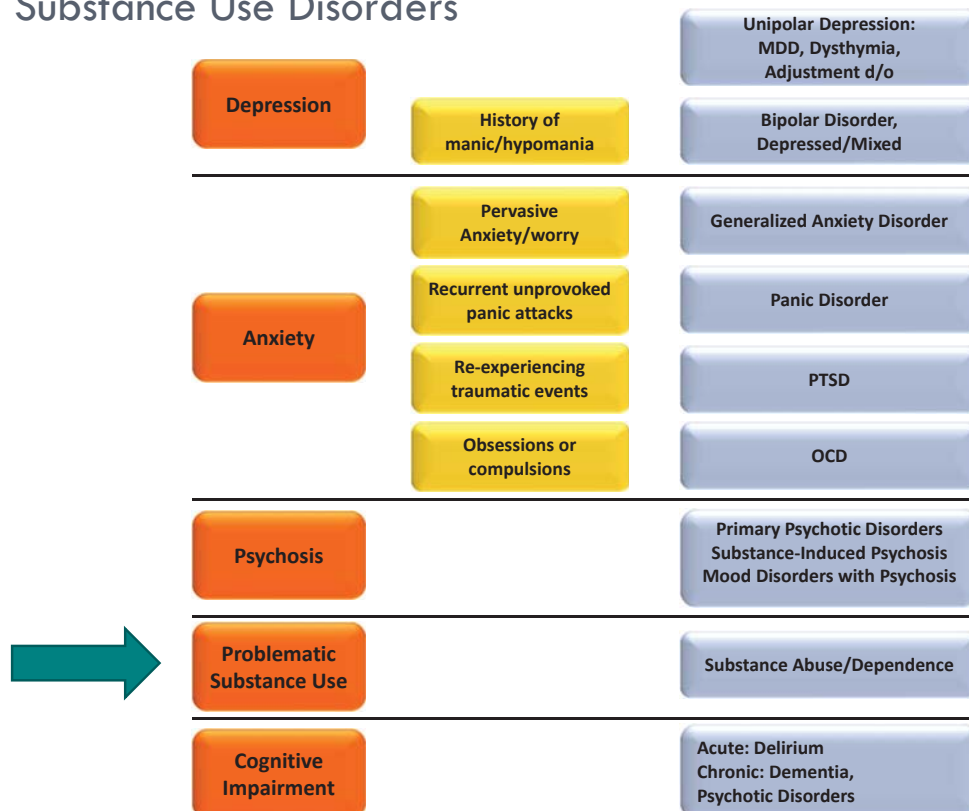 Substance Use Disorders
Unipolar Depression:
MDD, Dysthymia,
Adjustment d/o
Depression
History of
manic/hypomania
Bipolar Disorder,
Depressed/Mixed
Pervasive
Anxiety/worry
Generalized Anxiety Disorder
Anxiety
Recurrent unprovoked
panic attacks
Panic Disorder
Re-experiencing
traumatic events
PTSD
Obsessions or
compulsions
OCD
Psychosis
Primary Psychotic Disorders
Substance-Induced Psychosis
Mood Disorders with Psychosis
Problematic
Substance Use
Substance Abuse/Dependence
Cognitive
Impairment
Acute: Delirium
Chronic: Dementia,
Psychotic Disorders